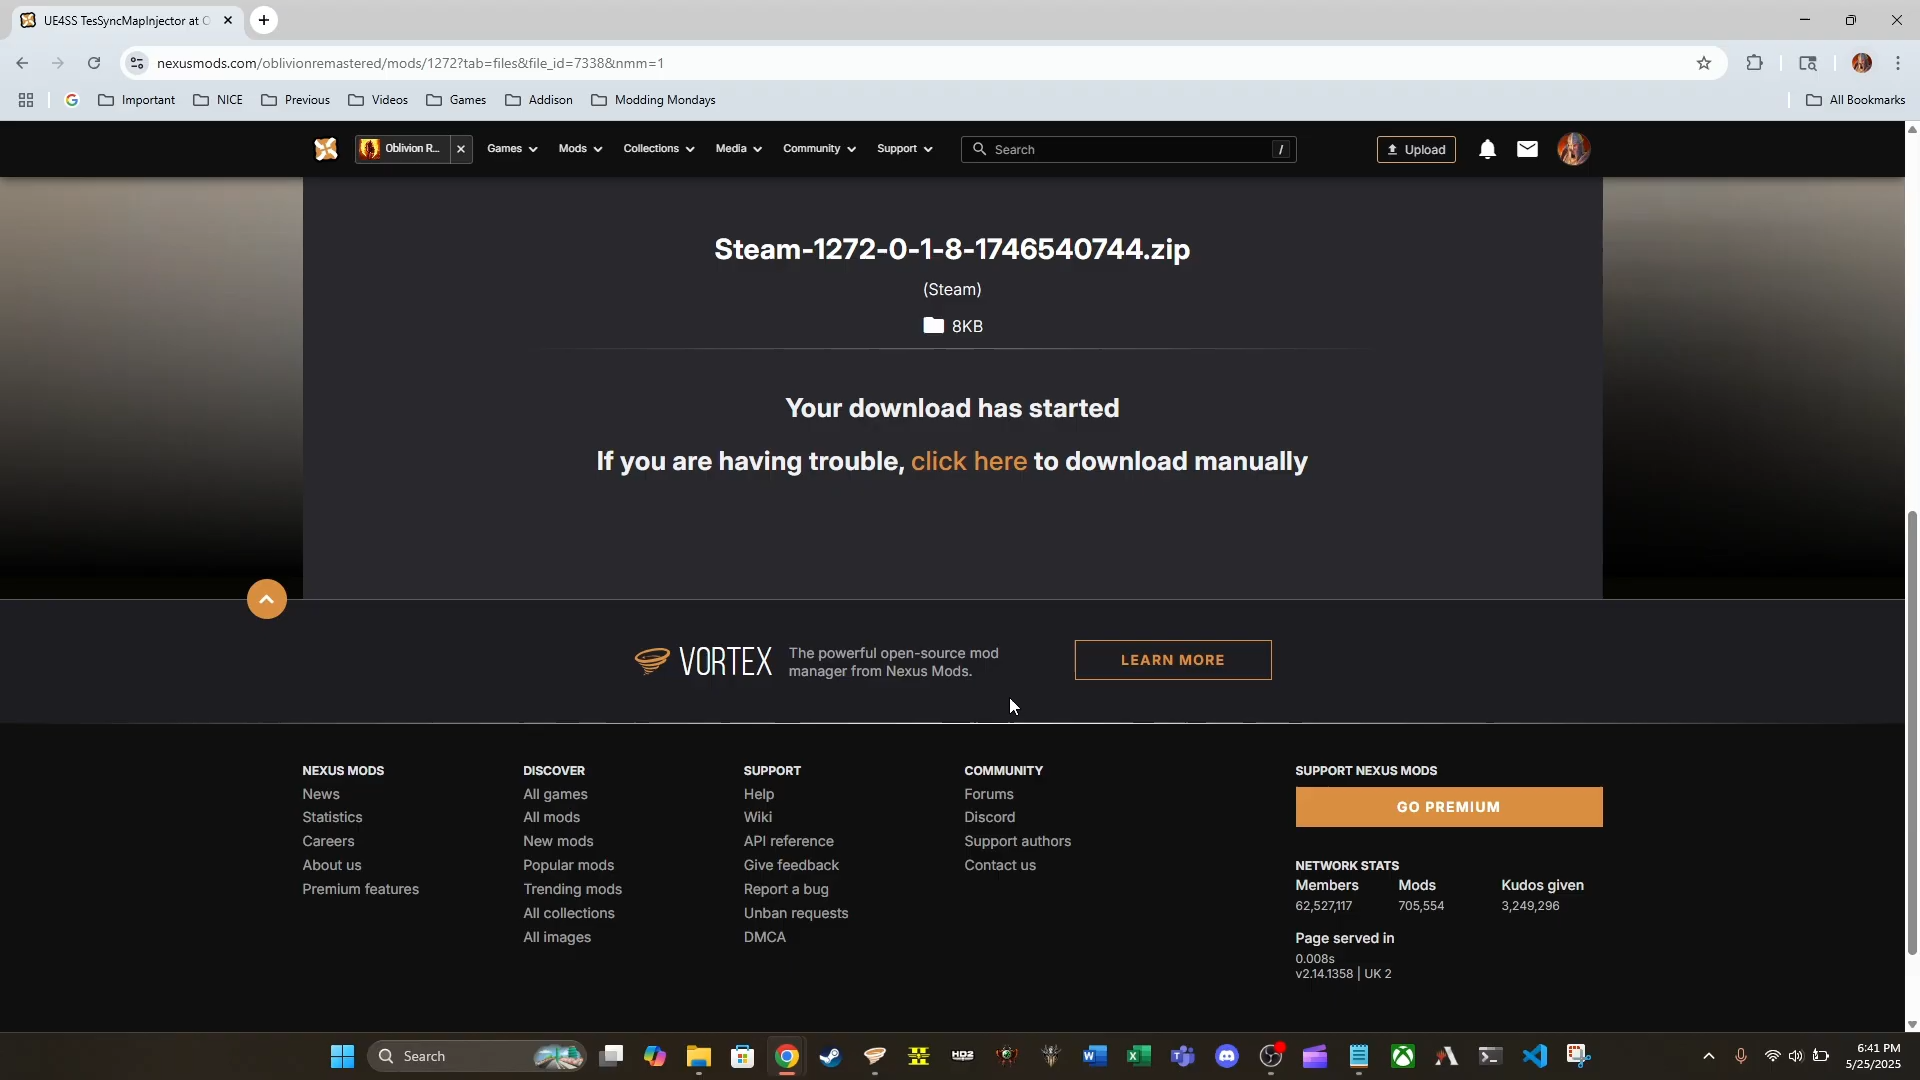 UE4SS TesSyncMapInjector at O
nexusmods.com/oblivionremastered/mods/1272?tab=files&file_id=7338&nmm=1
Important
NICE
Previous
Videos
Games
Addison
Modding Mondays
All Bookmarks
Oblivion R...
Games
Mods
Collections
Media
Community
Support
Search
/
Upload
Steam-1272-0-1-8-1746540744.zip
(Steam)
8KB
Your download has started
If you are having trouble, click here to download manually
VORTEX
The powerful open-source mod
manager from Nexus Mods.
LEARN MORE
NEXUS MODS
News
Statistics
Careers
About us
Premium features
DISCOVER
All games
All mods
New mods
Popular mods
Trending mods
All collections
All images
SUPPORT
Help
Wiki
API reference
Give feedback
Report a bug
Unban requests
DMCA
COMMUNITY
Forums
Discord
Support authors
Contact us
SUPPORT NEXUS MODS
GO PREMIUM
NETWORK STATS
Members
62,527,117
Mods
705,554
Kudos given
3,249,296
Page served in
0.008s
v2.14.1358 | UK 2
Search
HD2
6:41 PM
5/25/2025